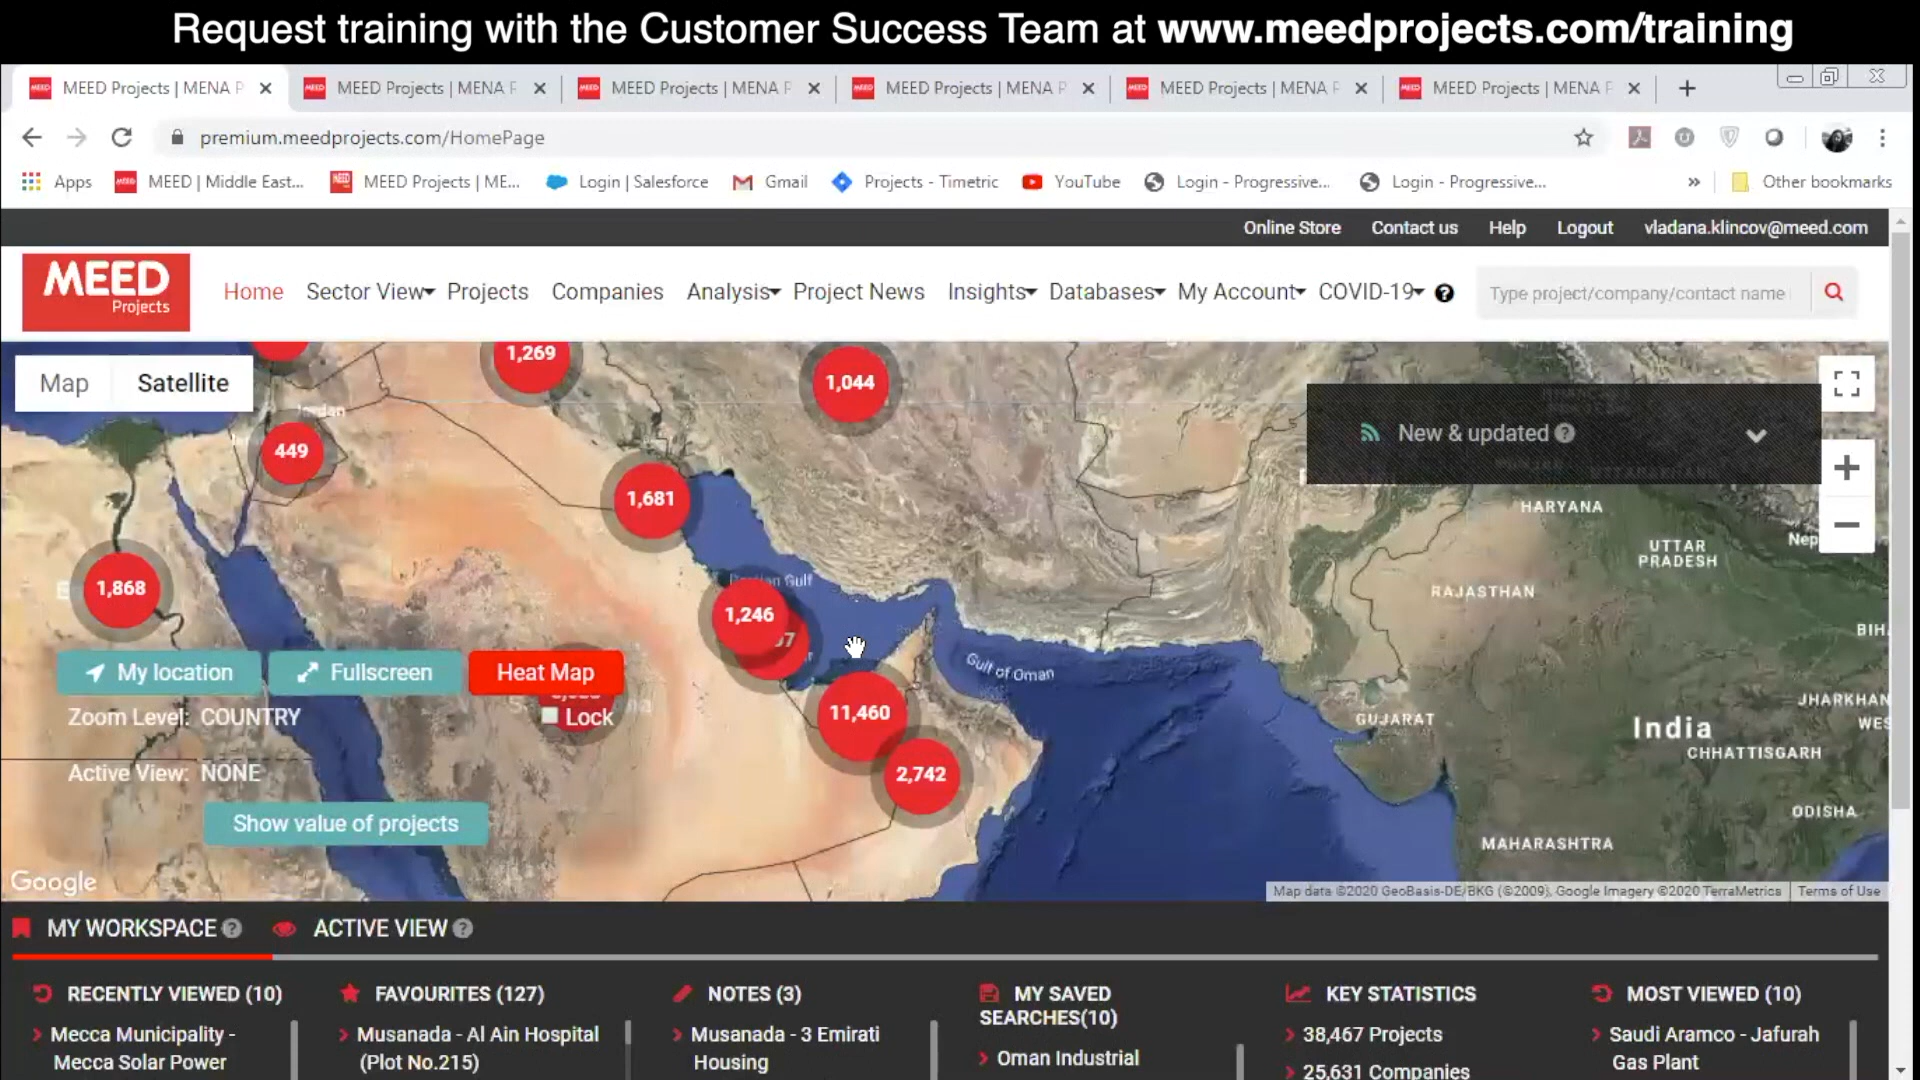 Request training with the Customer Success Team at www.meedprojects.com/training
MEED Projects | MENA P
MEED Projects | MENA P
MEED Projects | MENA P
MEED Projects | MENA P
MEED Projects | MENA P
MEED Projects | MENA P
premium.meedprojects.com/HomePage
Apps
MEED | Middle East...
MEED Projects | ME...
Login | Salesforce
Gmail
Projects - Timetric
YouTube
Login - Progressive...
Login - Progressive...
Other bookmarks
Online Store
Contact us
Help
Logout
vladana.klincov@meed.com
MEED
Projects
Home
Sector View
Projects
Companies
Analysis
Project News
Insights
Databases
My Account
COVID-19
Type project/company/contact name
Map
Satellite
1,269
1,044
New & updated
449
1,681
HARYANA
UTTAR
PRADESH
Nep
1,868
Gulf
1,246
RAJASTHAN
My location
Fullscreen
Heat Map
Gulf of Oman
Zoom Level: COUNTRY
Lock
11,460
GUJARAT
India
JHARKHAN
WES
CHHATTISGARH
Active View: NONE
2,742
Show value of projects
ODISHA
MAHARASHTRA
Google
Map data ©2020 GeoBasis-DE/BKG (©2009), Google Imagery ©2020 TerraMetrics
Terms of Use
MY WORKSPACE
ACTIVE VIEW
RECENTLY VIEWED (10)
Mecca Municipality -
Mecca Solar Power
FAVOURITES (127)
Musanada - Al Ain Hospital
(Plot No.215)
NOTES (3)
Musanada - 3 Emirati
Housing
MY SAVED
SEARCHES(10)
Oman Industrial
KEY STATISTICS
38,467 Projects
25,631 Companies
MOST VIEWED (10)
Saudi Aramco - Jafurah
Gas Plant